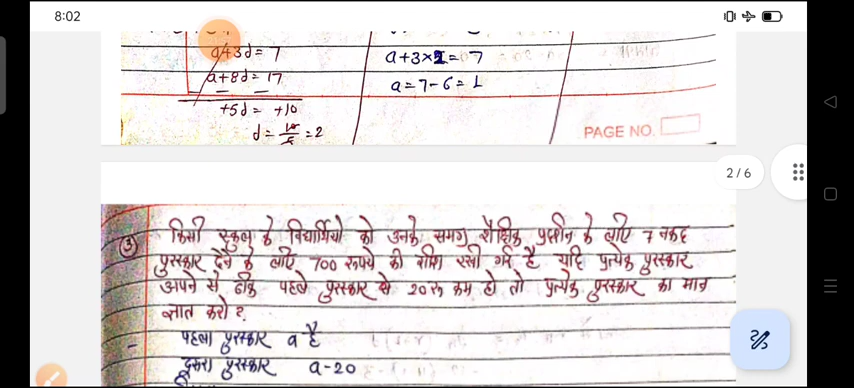 8:02
a+3d = 7
a+3×2 = 7
a+8d = 17
a = 7-6 = 1
+5d = +10
d = 10/5 = 2
PAGE NO.
2/6
③ किसी स्कुल के विद्यार्थियो को उनके समग्र शैक्षिक प्रदर्शन के लिए 7 नकद
पुरस्कार देने के लिए 700 रूपये की राशि रखी गई है यदि प्रत्येक पुरस्कार
अपने से ठीक पहले पुरस्कार से 20 रू कम हो तो प्रत्येक पुरस्कार का मान
ज्ञात करो ?
पहला पुरस्कार a है
दूसरा पुरस्कार a-20